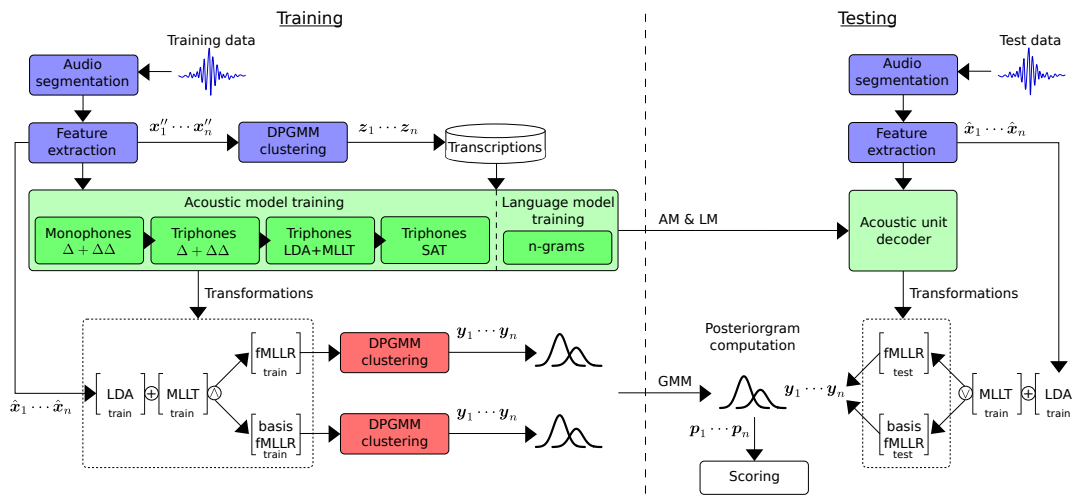 Training
Testing
Training data
Test data
Audio
segmentation
Audio
segmentation
Feature
extraction
x''₁ ··· x''ₙ
DPGMM
clustering
z₁ ··· zₙ
Transcriptions
Feature
extraction
x̂₁ ··· x̂ₙ
Acoustic model training
Language model
training
Monophones
Δ + ΔΔ
Triphones
Δ + ΔΔ
Triphones
LDA+MLLT
Triphones
SAT
n-grams
AM & LM
Acoustic unit
decoder
Transformations
Transformations
x̂₁ ··· x̂ₙ
LDA
train
+
MLLT
train
fMLLR
train
basis
fMLLR
train
DPGMM
clustering
y₁ ··· yₙ
DPGMM
clustering
y₁ ··· yₙ
GMM
Posteriorgram
computation
p₁ ··· pₙ
Scoring
y₁ ··· yₙ
fMLLR
test
basis
fMLLR
test
MLLT
train
+
LDA
train